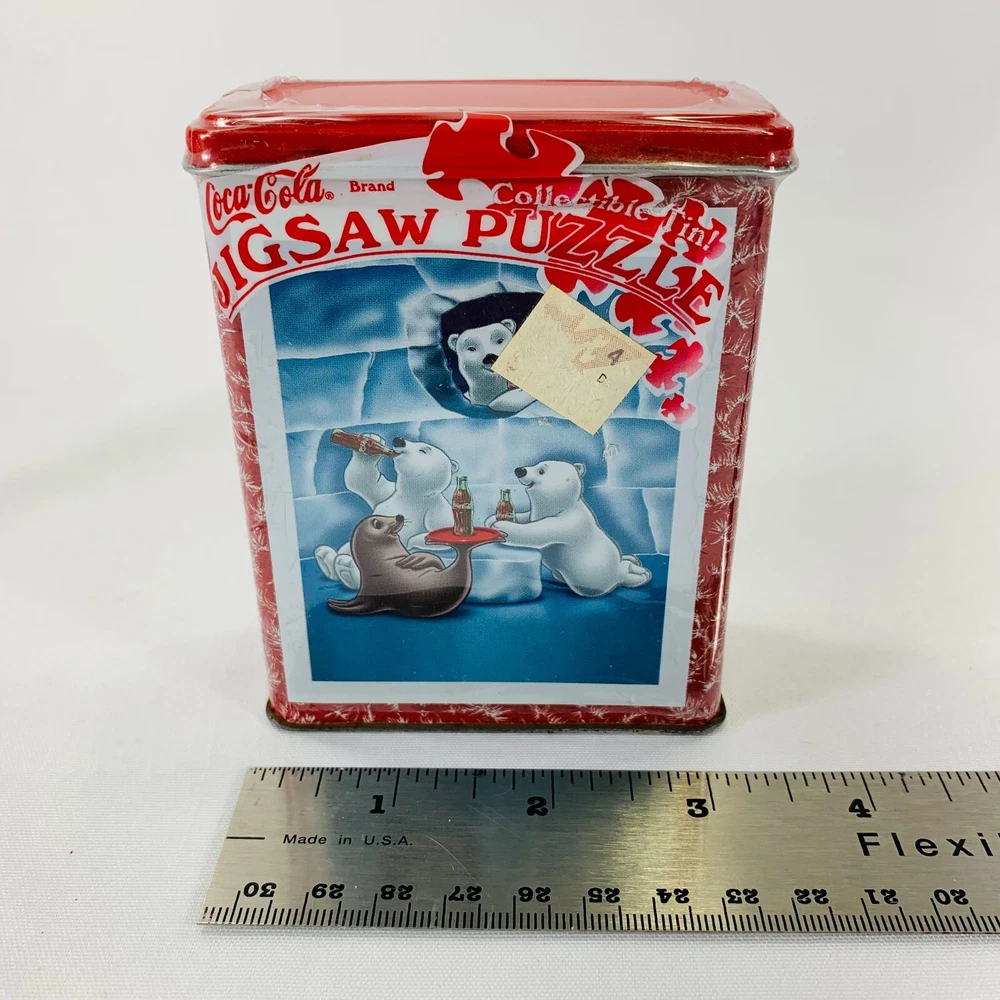 Coca-Cola® Brand
Collectible Tin!
JIGSAW PUZZLE
4
D
1 2 3 4
Made in U.S.A.
Flexi
30 29 28 27 26 25 24 23 22 21 20